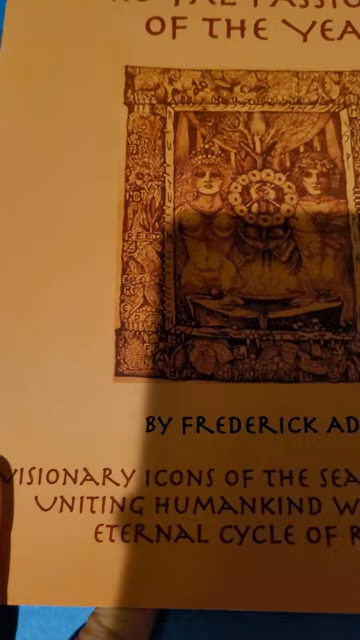 OF THE YEA
BY FREDERICK AD
VISIONARY ICONS OF THE SEA
UNITING HUMANKIND W
ETERNAL CYCLE OF R